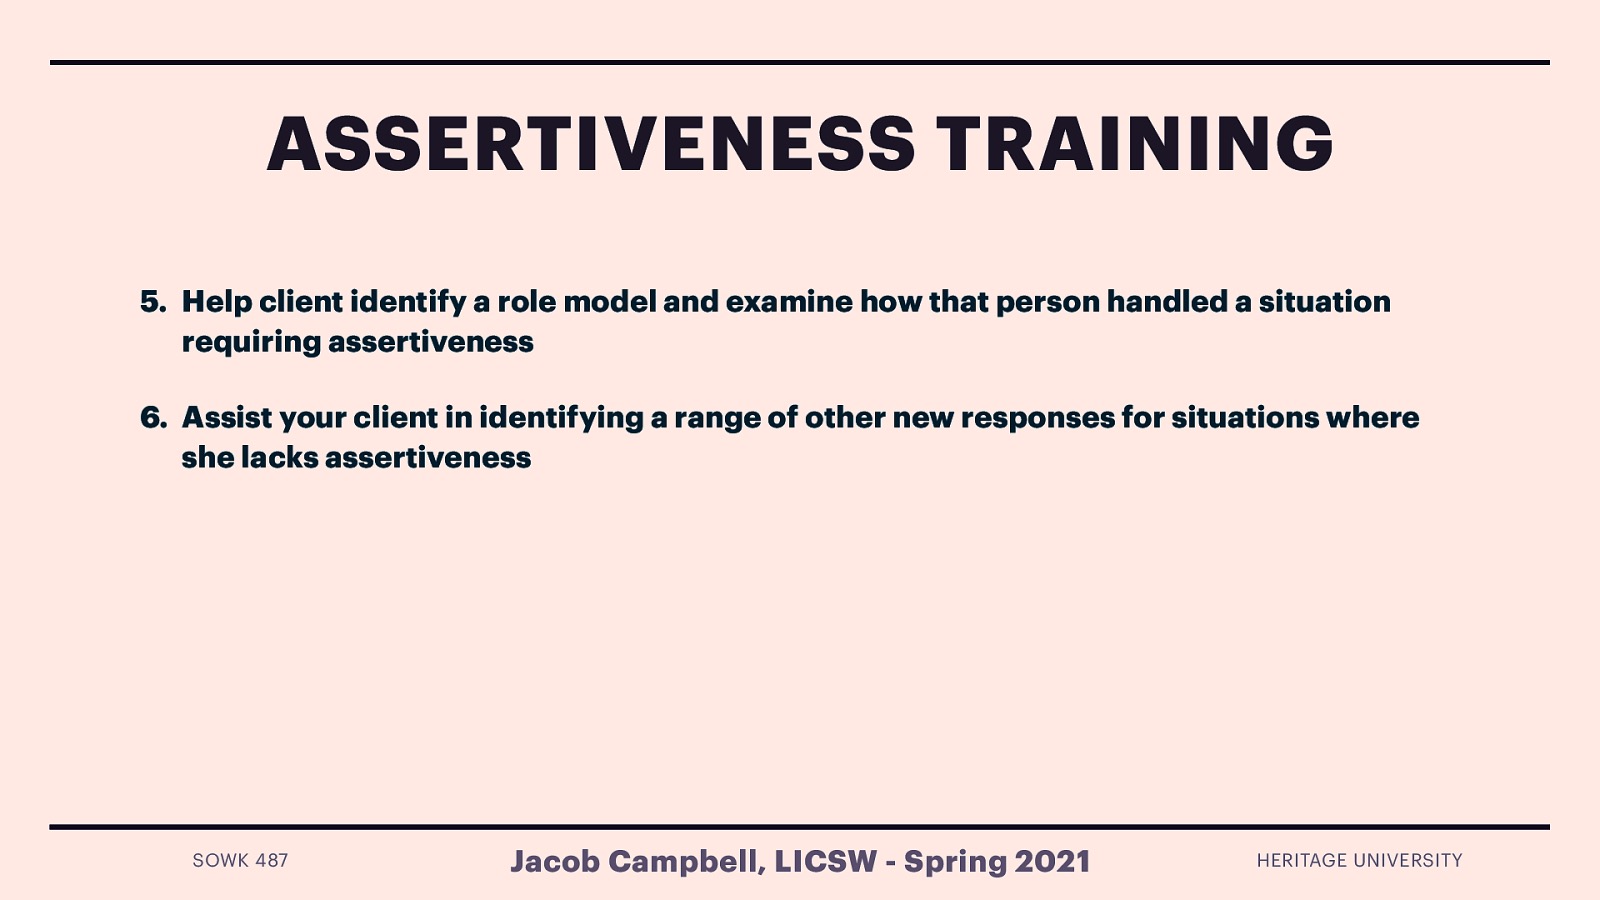 ASSERTIVENESS TRAINING
5. Help client identify a role model and examine how that person handled a situation
requiring assertiveness
6. Assist your client in identifying a range of other new responses for situations where
she lacks assertiveness
SOWK 487
Jacob Campbell, LICSW - Spring 2021
HERITAGE UNIVERSITY